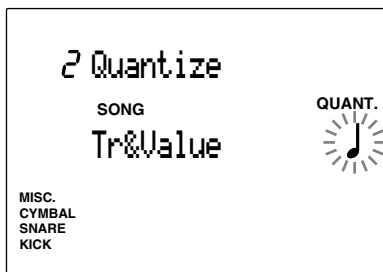 2 Quantize
SONG
QUANT.
Tr&Value
MISC.
CYMBAL
SNARE
KICK